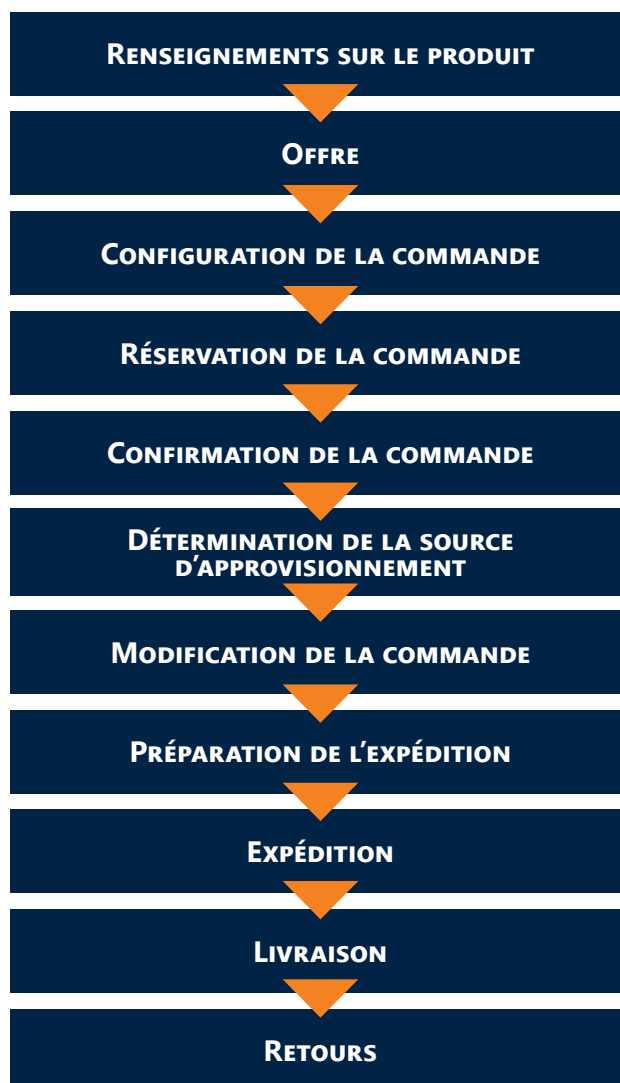 Renseignements sur le produit
Offre
Configuration de la commande
Réservation de la commande
Confirmation de la commande
Détermination de la source
d’approvisionnement
Modification de la commande
Préparation de l’expédition
Expédition
Livraison
Retours